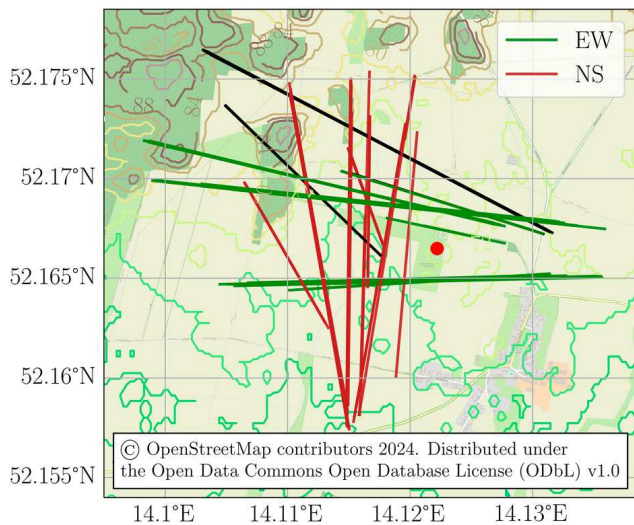 EW
NS
52.175°N
52.17°N
52.165°N
52.16°N
52.155°N
88
88
© OpenStreetMap contributors 2024. Distributed under
the Open Data Commons Open Database License (ODbL) v1.0
14.1°E
14.11°E
14.12°E
14.13°E